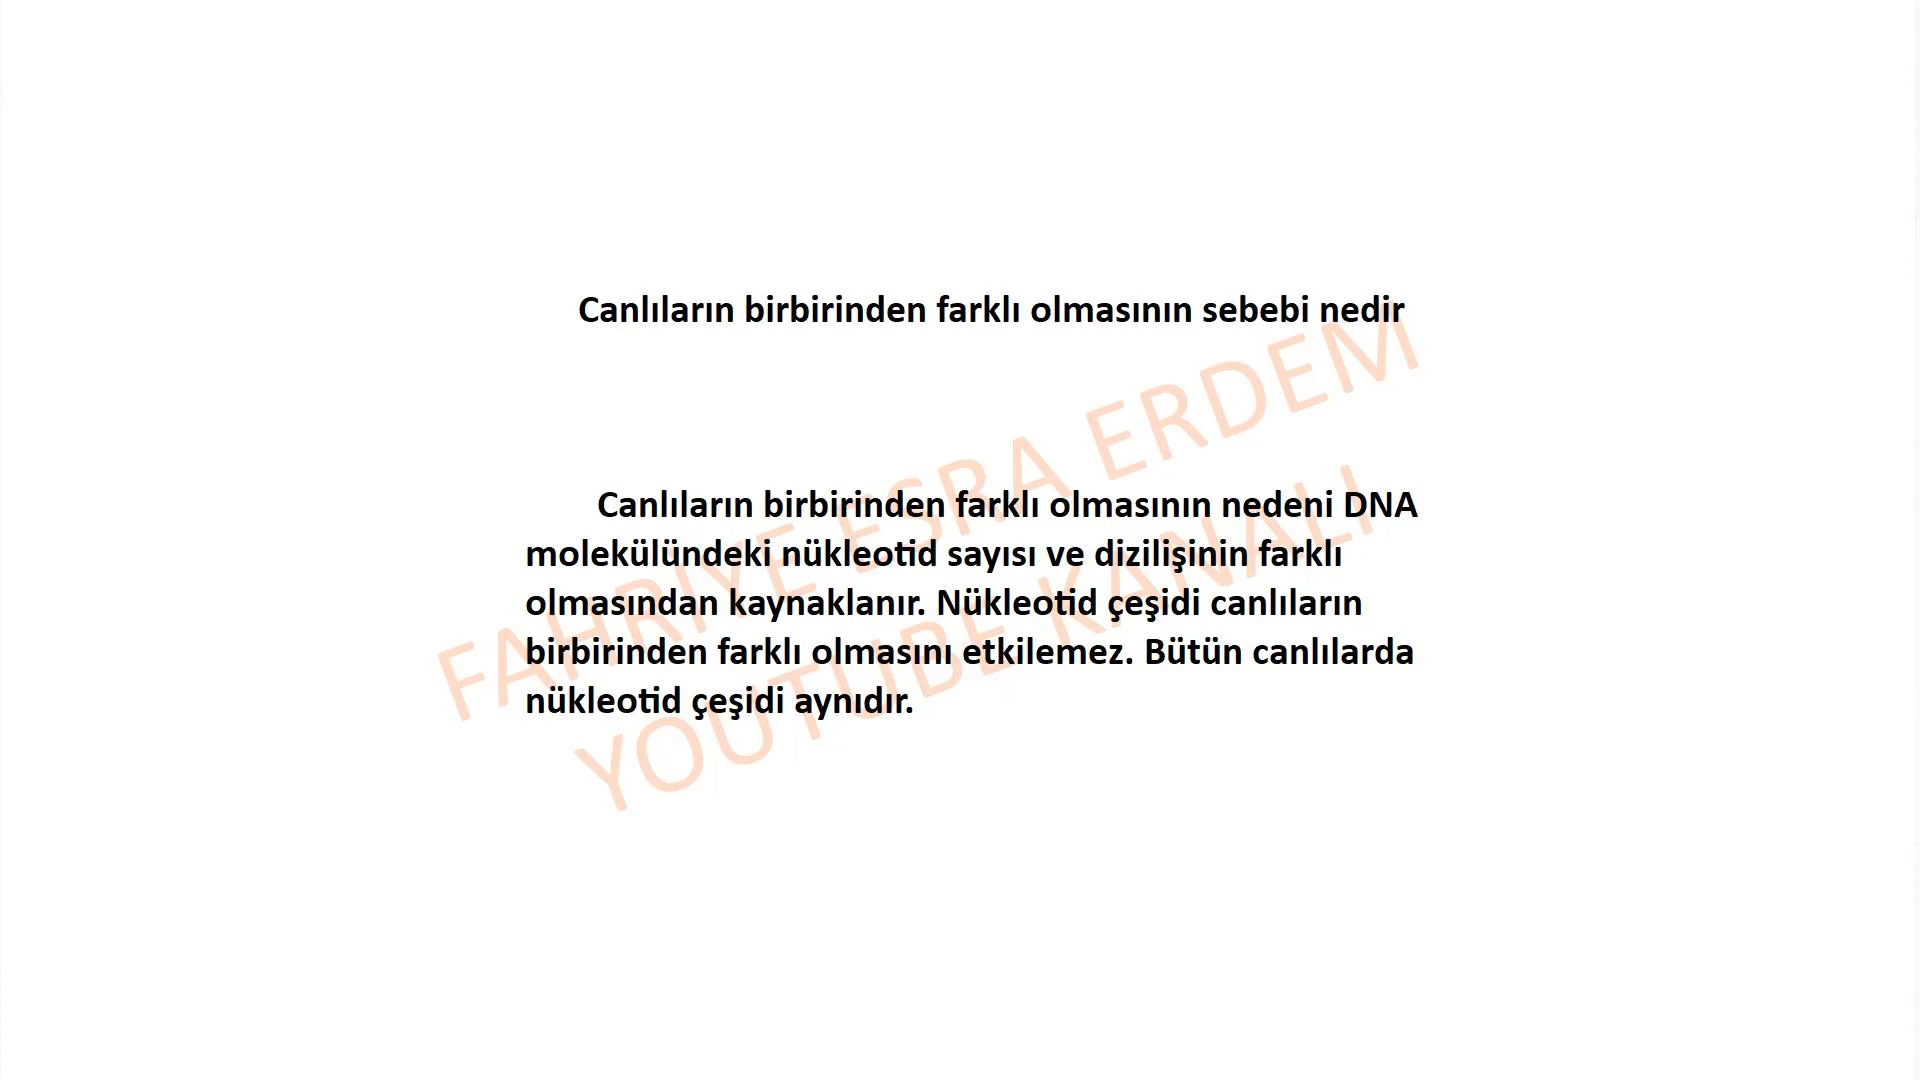 Canlıların birbirinden farklı olmasının sebebi nedir
Canlıların birbirinden farklı olmasının nedeni DNA
molekülündeki nükleotid sayısı ve dizilişinin farklı
olmasından kaynaklanır. Nükleotid çeşidi canlıların
birbirinden farklı olmasını etkilemez. Bütün canlılarda
nükleotid çeşidi aynıdır.
FAHRİYE ESRA ERDEM
YOUTUBE KANALI